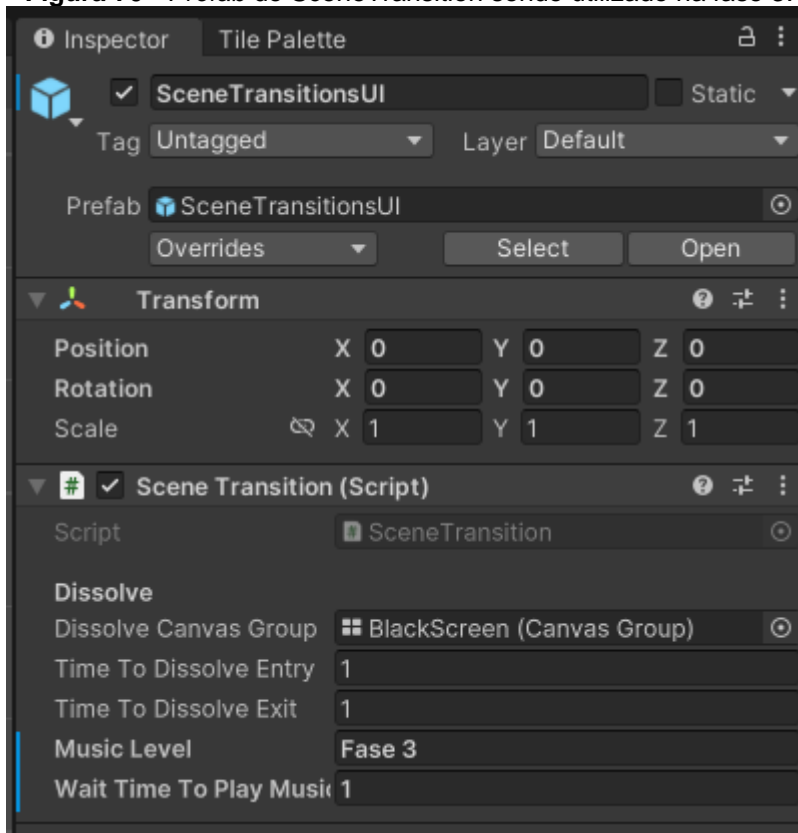 Inspector Tile Palette
SceneTransitionsUI Static
Tag Untagged Layer Default
Prefab SceneTransitionsUI
Overrides Select Open
Transform
Position X 0 Y 0 Z 0
Rotation X 0 Y 0 Z 0
Scale X 1 Y 1 Z 1
# Scene Transition (Script)
Script # SceneTransition
Dissolve
Dissolve Canvas Group BlackScreen (Canvas Group)
Time To Dissolve Entry 1
Time To Dissolve Exit 1
Music Level Fase 3
Wait Time To Play Music 1